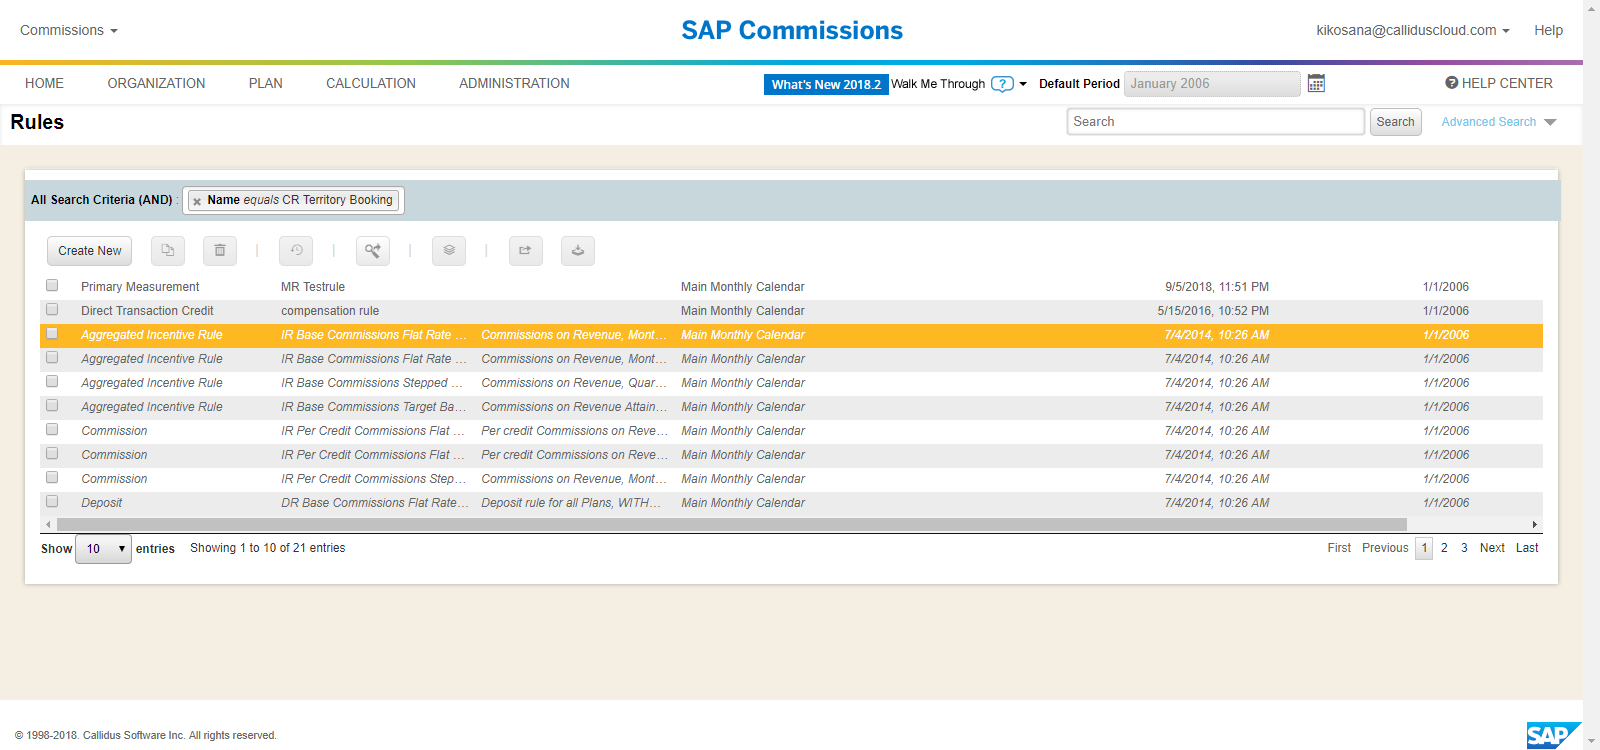 Commissions
SAP Commissions
kikosana@calliduscloud.com
Help
HOME ORGANIZATION PLAN CALCULATION ADMINISTRATION
What's New 2018.2 Walk Me Through ? Default Period January 2006
HELP CENTER
Rules
Search Search Advanced Search
All Search Criteria (AND) : Name equals CR Territory Booking
Create New
Primary Measurement MR Testrule Main Monthly Calendar 9/5/2018, 11:51 PM 1/1/2006
Direct Transaction Credit compensation rule Main Monthly Calendar 5/15/2016, 10:52 PM 1/1/2006
Aggregated Incentive Rule IR Base Commissions Flat Rate ... Commissions on Revenue, Mont... Main Monthly Calendar 7/4/2014, 10:26 AM 1/1/2006
Aggregated Incentive Rule IR Base Commissions Flat Rate ... Commissions on Revenue, Mont... Main Monthly Calendar 7/4/2014, 10:26 AM 1/1/2006
Aggregated Incentive Rule IR Base Commissions Stepped ... Commissions on Revenue, Quar... Main Monthly Calendar 7/4/2014, 10:26 AM 1/1/2006
Aggregated Incentive Rule IR Base Commissions Target Ba... Commissions on Revenue Attain... Main Monthly Calendar 7/4/2014, 10:26 AM 1/1/2006
Commission IR Per Credit Commissions Flat ... Per credit Commissions on Reve... Main Monthly Calendar 7/4/2014, 10:26 AM 1/1/2006
Commission IR Per Credit Commissions Flat ... Per credit Commissions on Reve... Main Monthly Calendar 7/4/2014, 10:26 AM 1/1/2006
Commission IR Per Credit Commissions Step... Commissions on Revenue, Mont... Main Monthly Calendar 7/4/2014, 10:26 AM 1/1/2006
Deposit DR Base Commissions Flat Rate... Deposit rule for all Plans, WITH... Main Monthly Calendar 7/4/2014, 10:26 AM 1/1/2006
Show 10 entries Showing 1 to 10 of 21 entries First Previous 1 2 3 Next Last
© 1998-2018. Callidus Software Inc. All rights reserved.
SAP